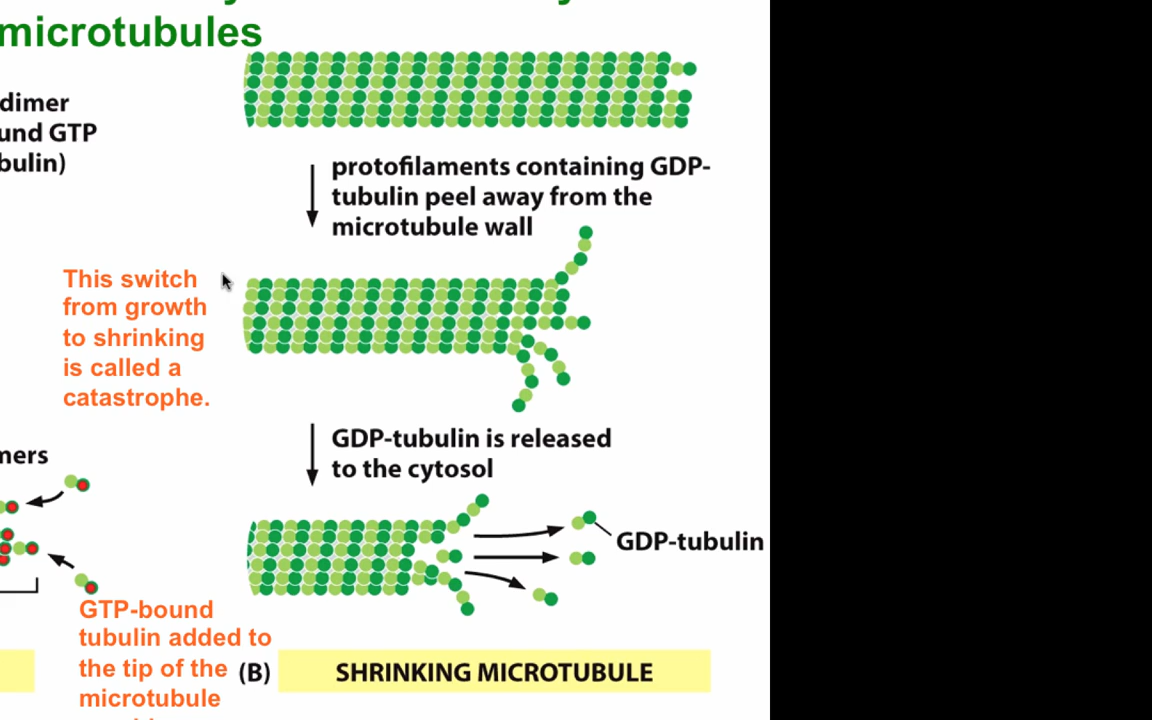 microtubules
dimer
und GTP
bulin)
protofilaments containing GDP-
tubulin peel away from the
microtubule wall
This switch
from growth
to shrinking
is called a
catastrophe.
GDP-tubulin is released
to the cytosol
mers
GDP-tubulin
GTP-bound
tubulin added to
the tip of the
microtubule
(B)
SHRINKING MICROTUBULE